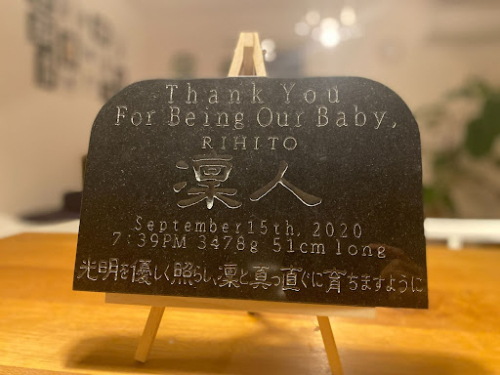 Thank You
For Being Our Baby,
RIHITO
凜人
September 15th, 2020
7:39PM 3478g 51cm long
光明を優しく照らし、凜と真っ直ぐに育ちますように